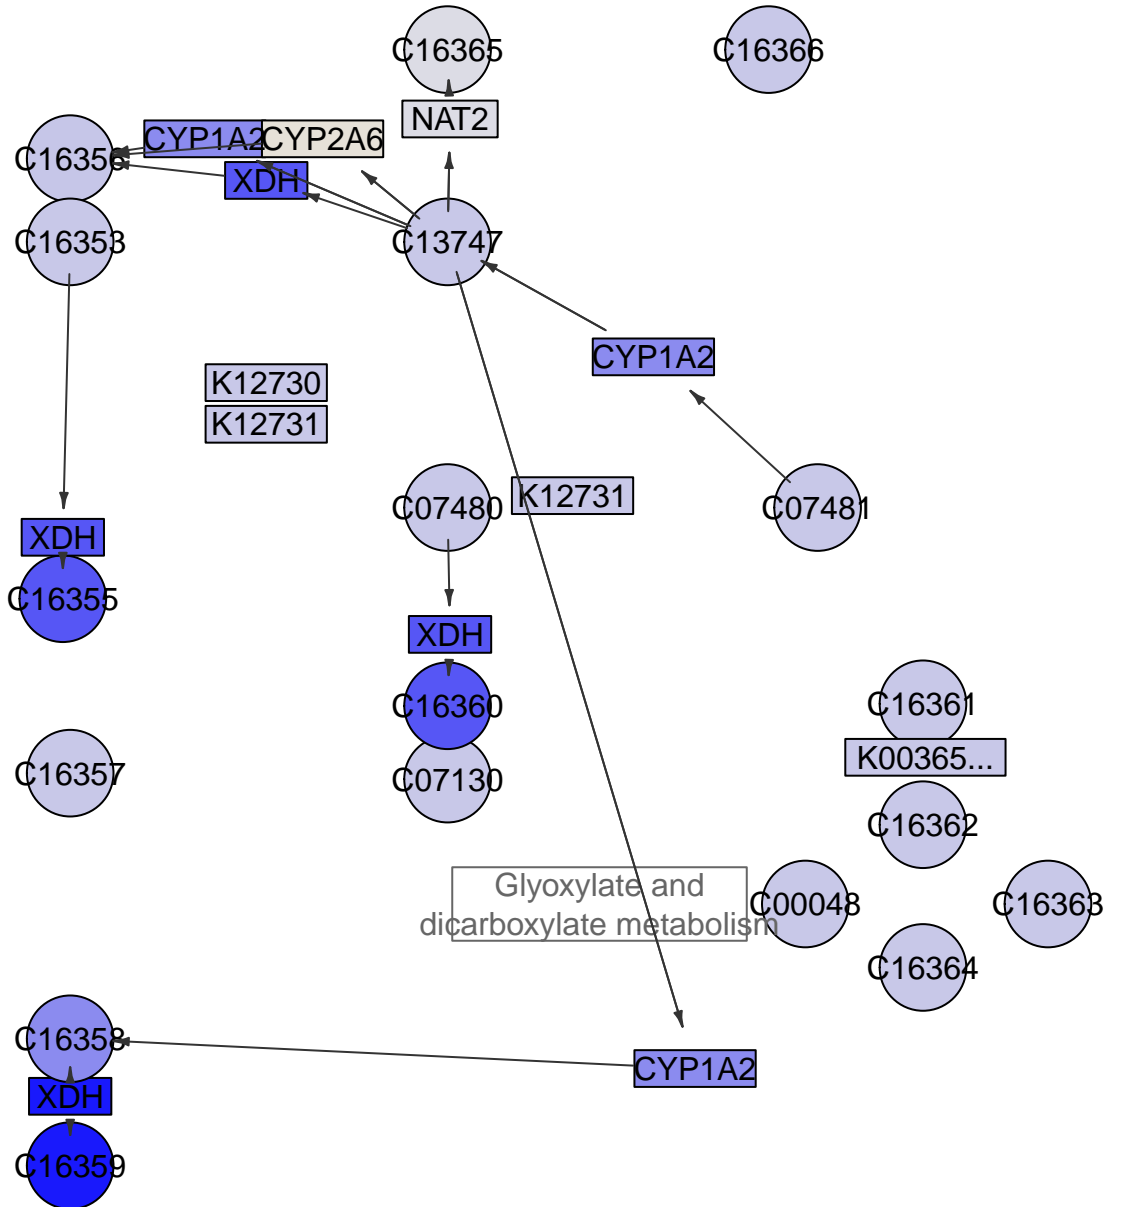 C16365
C16366
NAT2
CYP1A2
CYP2A6
C16356
XDH
C16353
C13747
CYP1A2
K12730
K12731
K12731
C07480
C07481
XDH
C16355
XDH
C16360
C16361
K00365...
C16357
C07130
C16362
Glyoxylate and
dicarboxylate metabolism
C00048
C16363
C16364
C16358
CYP1A2
XDH
C16359